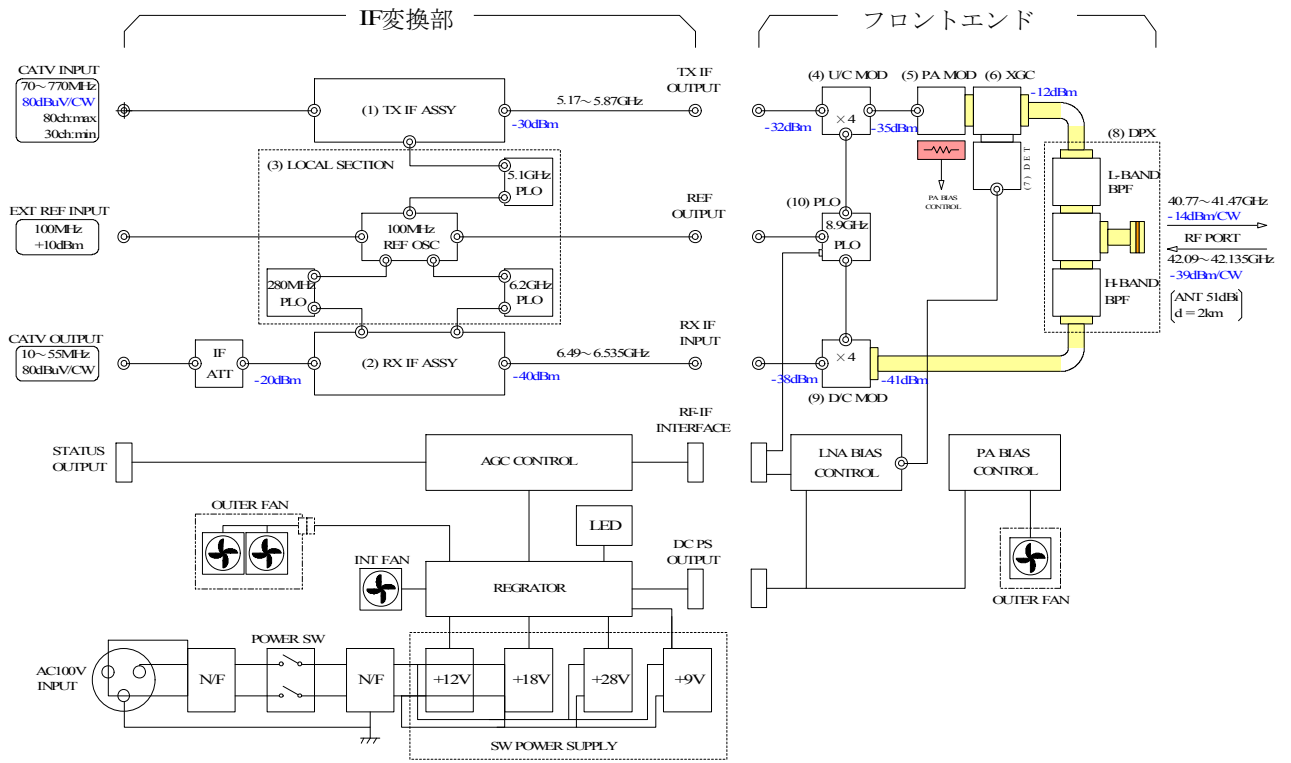 IF変換部
フロントエンド
CATV INPUT
70～770MHz
80dBuV/CW
80ch:max
30ch:min
(1) TX IF ASSY
-30dBm
5.17～5.87GHz
TX IF
OUTPUT
(3) LOCAL SECTION
5.1GHz
PLO
EXT REF INPUT
100MHz
+10dBm
100MHz
REF OSC
REF
OUTPUT
280MHz
PLO
6.2GHz
PLO
CATV OUTPUT
10～55MHz
80dBuV/CW
IF
ATT
-20dBm
(2) RX IF ASSY
-40dBm
6.49～6.535GHz
RX IF
INPUT
(4) U/C MOD
(5) PA MOD
(6) XGC
-32dBm
×4
-35dBm
-12dBm
(7) DET
PA BIAS
CONTROL
(8) DPX
L-BAND
BPF
(10) PLO
8.9GHz
PLO
40.77～41.47GHz
-14dBm/CW
RF PORT
42.09～42.135GHz
-39dBm/CW
ANT 51dBi
d = 2km
H-BAND
BPF
-38dBm
×4
-41dBm
(9) D/C MOD
STATUS
OUTPUT
AGC CONTROL
RF-IF
INTERFACE
LNA BIAS
CONTROL
PA BIAS
CONTROL
OUTER FAN
LED
INT FAN
REGRATOR
DC PS
OUTPUT
OUTER FAN
AC100V
INPUT
N/F
POWER SW
N/F
+12V
+18V
+28V
+9V
SW POWER SUPPLY